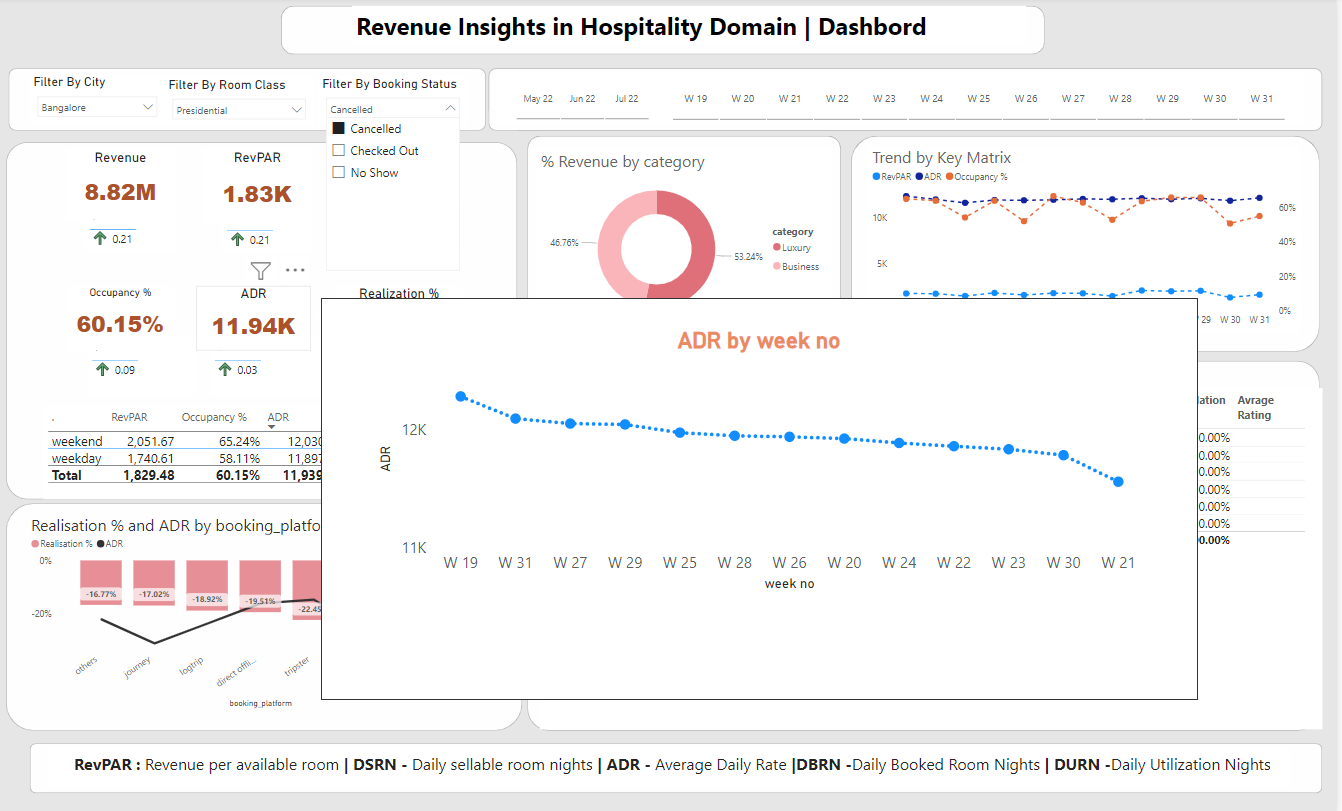 Revenue Insights in Hospitality Domain | Dashbord
Filter By City
Bangalore
Filter By Room Class
Presidential
Filter By Booking Status
Cancelled
Cancelled
Checked Out
No Show
May 22 Jun 22 Jul 22
W 19 W 20 W 21 W 22 W 23 W 24 W 25 W 26 W 27 W 28 W 29 W 30 W 31
Revenue
8.82M
0.21
RevPAR
1.83K
0.21
Occupancy %
60.15%
0.09
ADR
11.94K
0.03
Realization %
. RevPAR Occupancy % ADR
weekend 2,051.67 65.24% 12,030
weekday 1,740.61 58.11% 11,897
Total 1,829.48 60.15% 11,939
% Revenue by category
46.76%
53.24%
category
Luxury
Business
Trend by Key Matrix
RevPAR ADR Occupancy %
10K
5K
60%
40%
20%
0%
29 W 30 W 31
ADR by week no
ADR
12K
11K
W 19 W 31 W 27 W 29 W 25 W 28 W 26 W 20 W 24 W 22 W 23 W 30 W 21
week no
lation
Avrage
Rating
0.00%
0.00%
0.00%
0.00%
0.00%
0.00%
00.00%
Realisation % and ADR by booking_platfo
Realisation % ADR
0%
-20%
-16.77% -17.02% -18.92% -19.51% -22.45
others journey logtrip direct offli... tripster
booking_platform
RevPAR : Revenue per available room | DSRN - Daily sellable room nights | ADR - Average Daily Rate |DBRN -Daily Booked Room Nights | DURN -Daily Utilization Nights